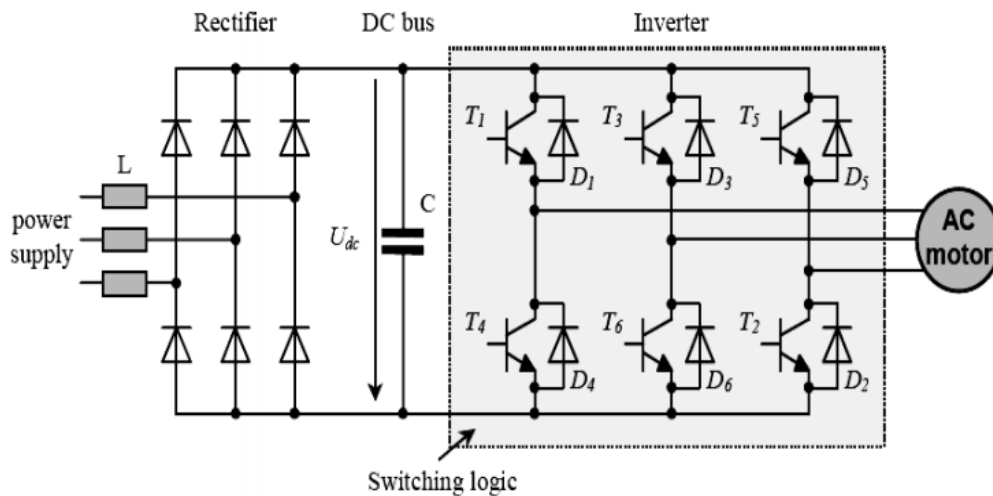 Rectifier
DC bus
Inverter
T1
T3
T5
L
D1
D3
D5
power
supply
Udc
C
AC
motor
T4
T6
T2
D4
D6
D2
Switching logic